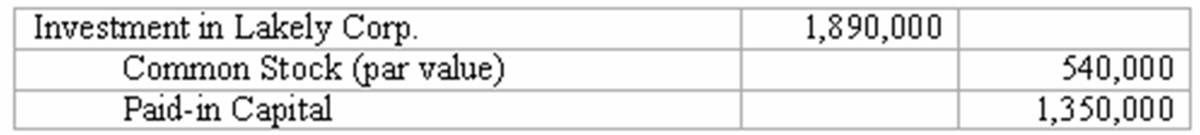 Investment in Lakely Corp. 1,890,000
Common Stock (par value) 540,000
Paid-in Capital 1,350,000